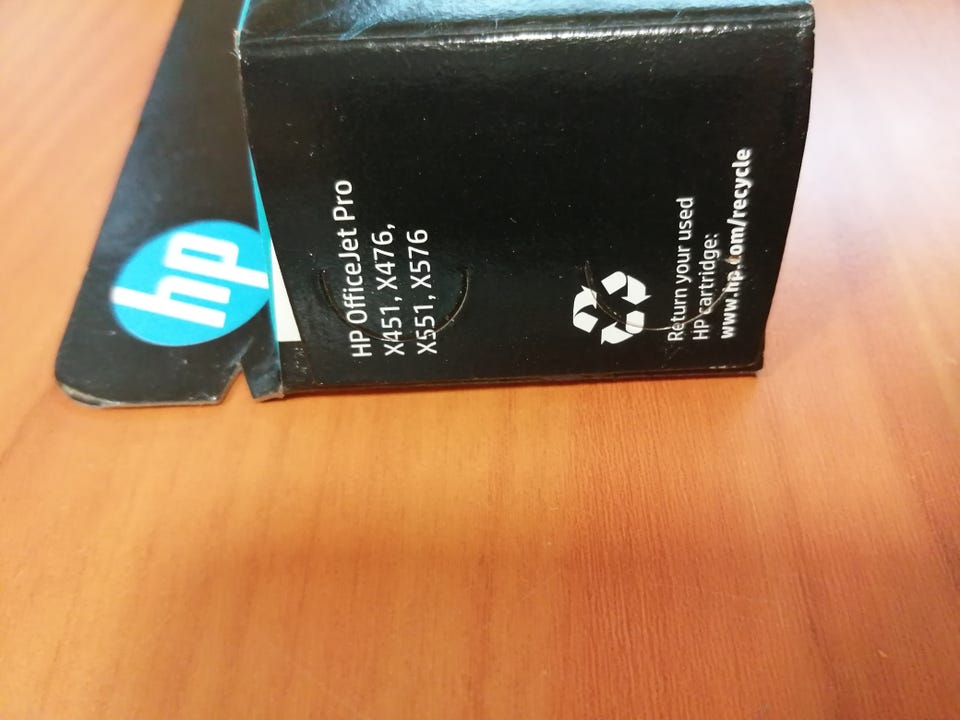 hp
HP OfficeJet Pro
X451, X476,
X551, X576
Return your used
HP cartridge:
www.hp.com/recycle